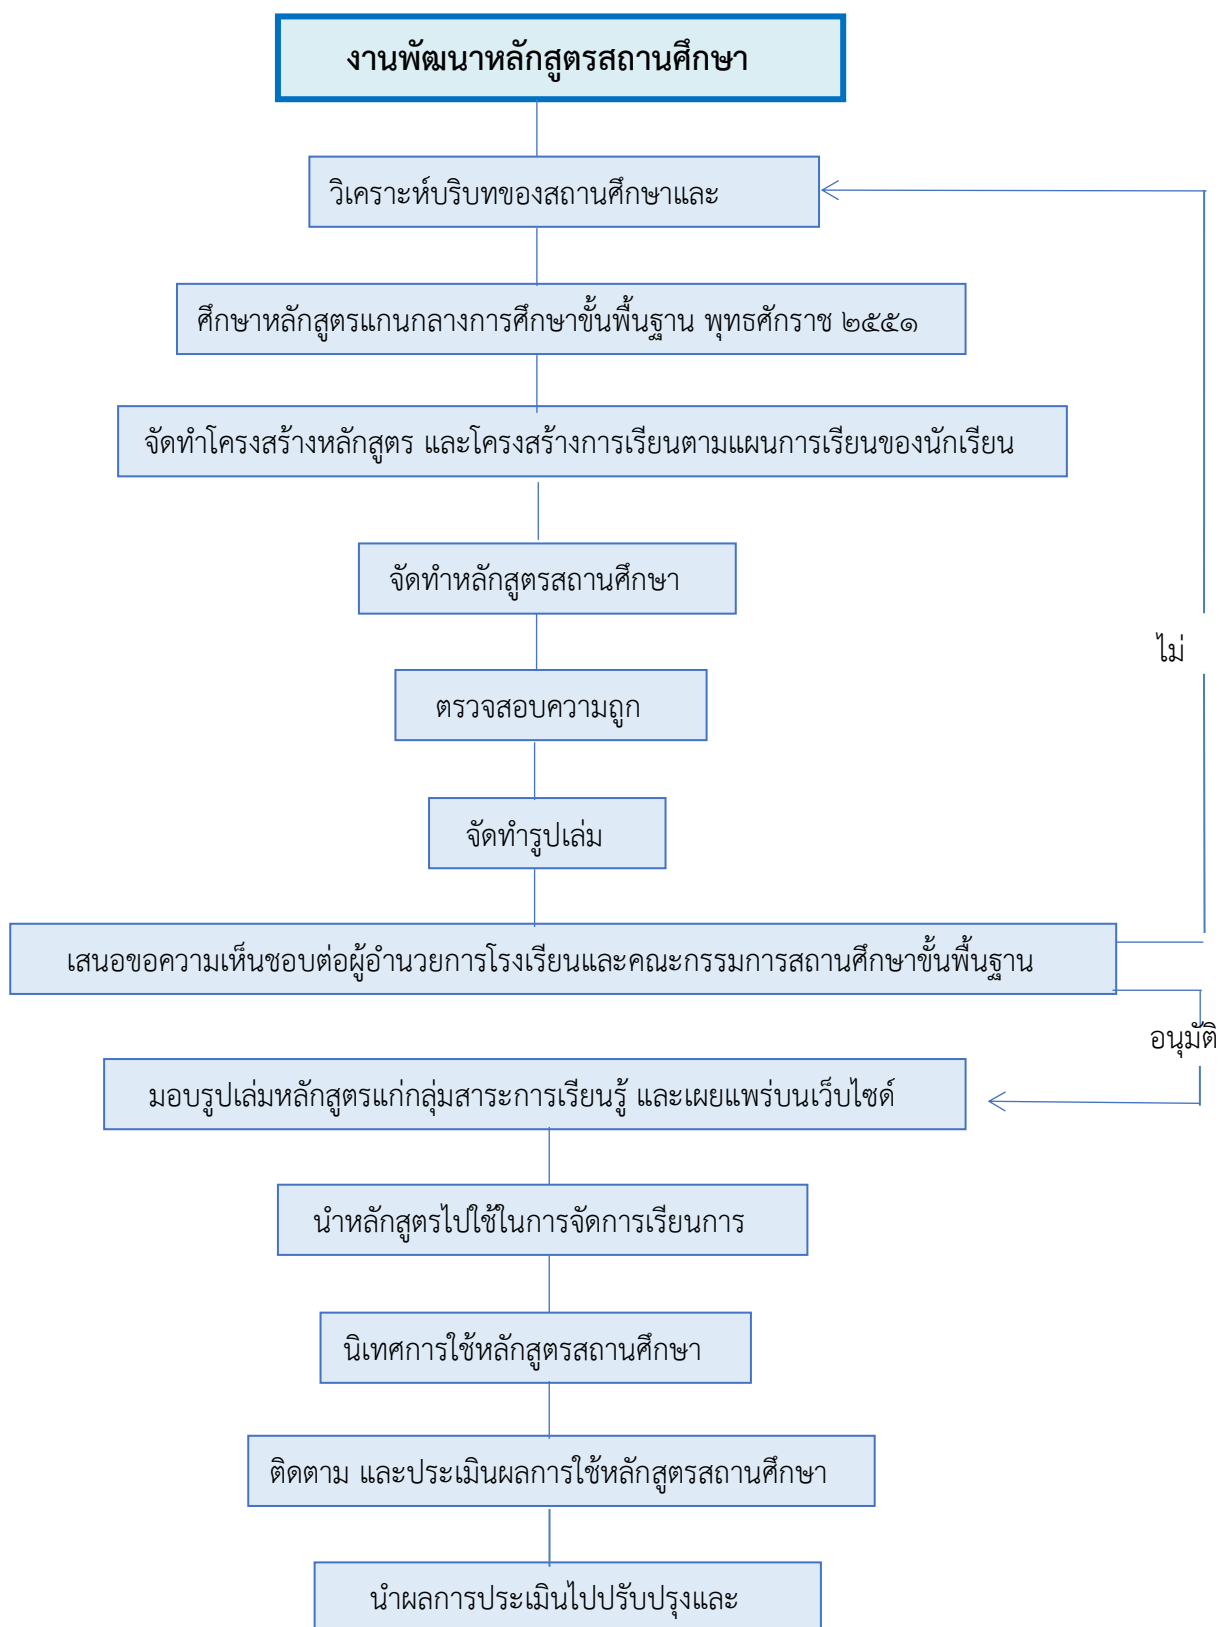 งานพัฒนาหลักสูตรสถานศึกษา
วิเคราะห์บริบทของสถานศึกษาและ
ศึกษาหลักสูตรแกนกลางการศึกษาขั้นพื้นฐาน พุทธศักราช ๒๕๕๑
จัดทำโครงสร้างหลักสูตร และโครงสร้างการเรียนตามแผนการเรียนของนักเรียน
จัดทำหลักสูตรสถานศึกษา
ไม่
ตรวจสอบความถูก
จัดทำรูปเล่ม
เสนอขอความเห็นชอบต่อผู้อำนวยการโรงเรียนและคณะกรรมการสถานศึกษาขั้นพื้นฐาน
อนุมัติ
มอบรูปเล่มหลักสูตรแก่กลุ่มสาระการเรียนรู้ และเผยแพร่บนเว็บไซด์
นำหลักสูตรไปใช้ในการจัดการเรียนการ
นิเทศการใช้หลักสูตรสถานศึกษา
ติดตาม และประเมินผลการใช้หลักสูตรสถานศึกษา
นำผลการประเมินไปปรับปรุงและ